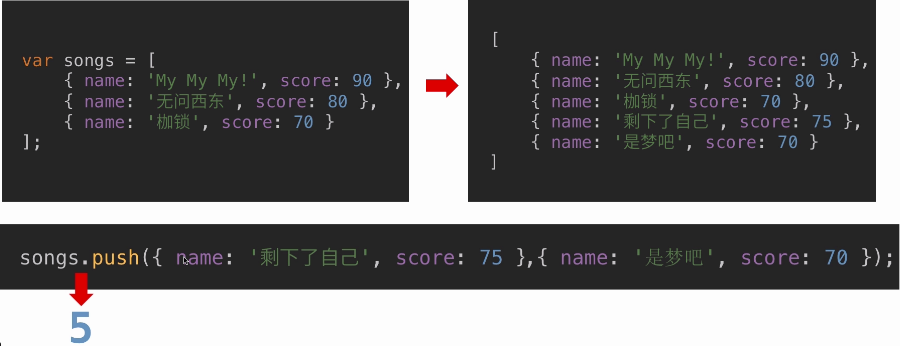 var songs = [
{ name: 'My My My!', score: 90 },
{ name: '无问西东', score: 80 },
{ name: '枷锁', score: 70 }
];
[
{ name: 'My My My!', score: 90 },
{ name: '无问西东', score: 80 },
{ name: '枷锁', score: 70 },
{ name: '剩下了自己', score: 75 },
{ name: '是梦吧', score: 70 }
]
songs.push({ name: '剩下了自己', score: 75 },{ name: '是梦吧', score: 70 });
5